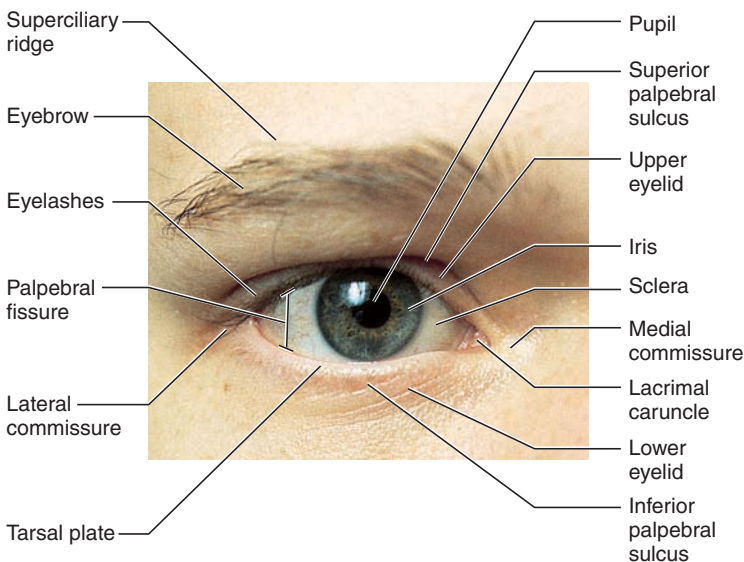 Superciliary
ridge
Eyebrow
Eyelashes
Palpebral
fissure
Lateral
commissure
Tarsal plate
Pupil
Superior
palpebral
sulcus
Upper
eyelid
Iris
Sclera
Medial
commissure
Lacrimal
caruncle
Lower
eyelid
Inferior
palpebral
sulcus